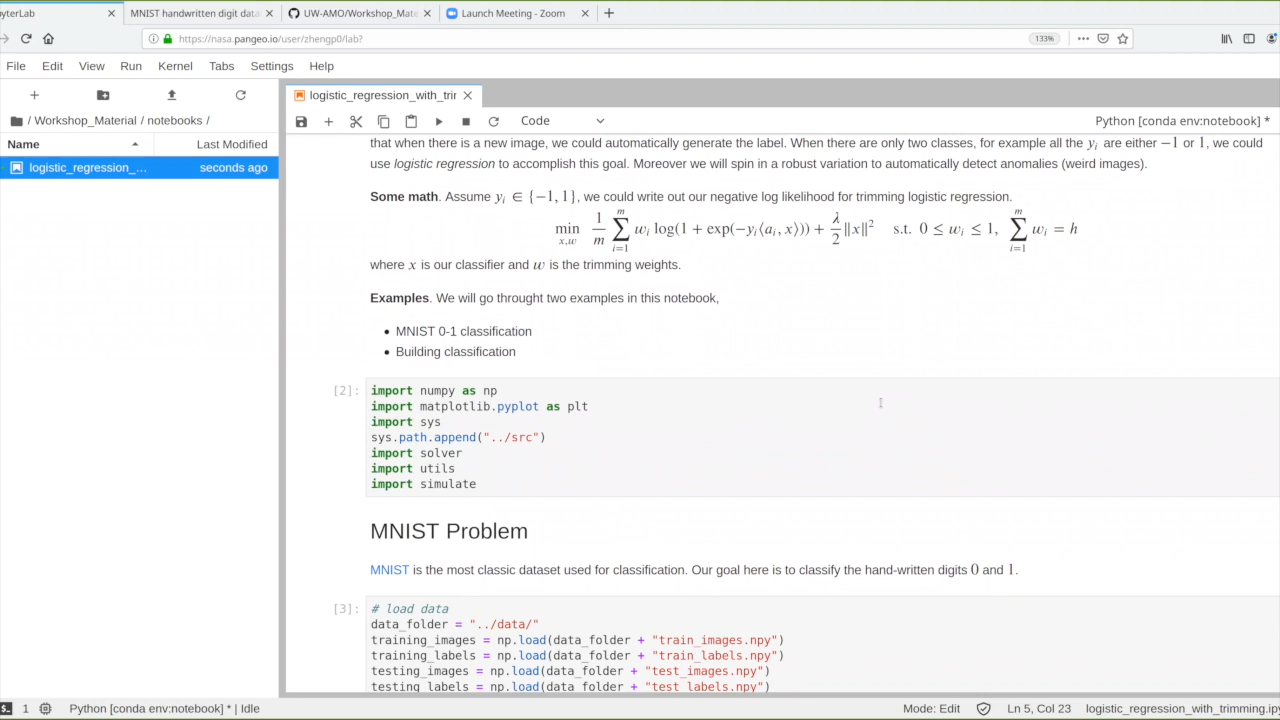 pyterLab
MNIST handwritten digit data
UW-AMO/Workshop_Mate
Launch Meeting - Zoom
https://nasa.pangeo.io/user/zhengp0/lab?
133%
File Edit View Run Kernel Tabs Settings Help
logistic_regression_with_trir
/ Workshop_Material / notebooks /
Code
Python [conda env:notebook] *
Name Last Modified
logistic_regression_... seconds ago
that when there is a new image, we could automatically generate the label. When there are only two classes, for example all the y_i are either −1 or 1, we could
use logistic regression to accomplish this goal. Moreover we will spin in a robust variation to automatically detect anomalies (weird images).
Some math. Assume y_i ∈ {−1, 1}, we could write out our negative log likelihood for trimming logistic regression.
min_{x,w} 1/m ∑_{i=1}^{m} w_i log(1 + exp(−y_i⟨a_i, x⟩)) + λ/2 ‖x‖² s.t. 0 ≤ w_i ≤ 1, ∑_{i=1}^{m} w_i = h
where x is our classifier and w is the trimming weights.
Examples. We will go throught two examples in this notebook,
• MNIST 0-1 classification
• Building classification
[2]: import numpy as np
import matplotlib.pyplot as plt
import sys
sys.path.append("../src")
import solver
import utils
import simulate
MNIST Problem
MNIST is the most classic dataset used for classification. Our goal here is to classify the hand-written digits 0 and 1.
[3]: # load data
data_folder = "../data/"
training_images = np.load(data_folder + "train_images.npy")
training_labels = np.load(data_folder + "train_labels.npy")
testing_images = np.load(data_folder + "test_images.npy")
testing_labels = np.load(data_folder + "test_labels.npy")
1 Python [conda env:notebook] * | Idle Mode: Edit Ln 5, Col 23 logistic_regression_with_trimming.ip